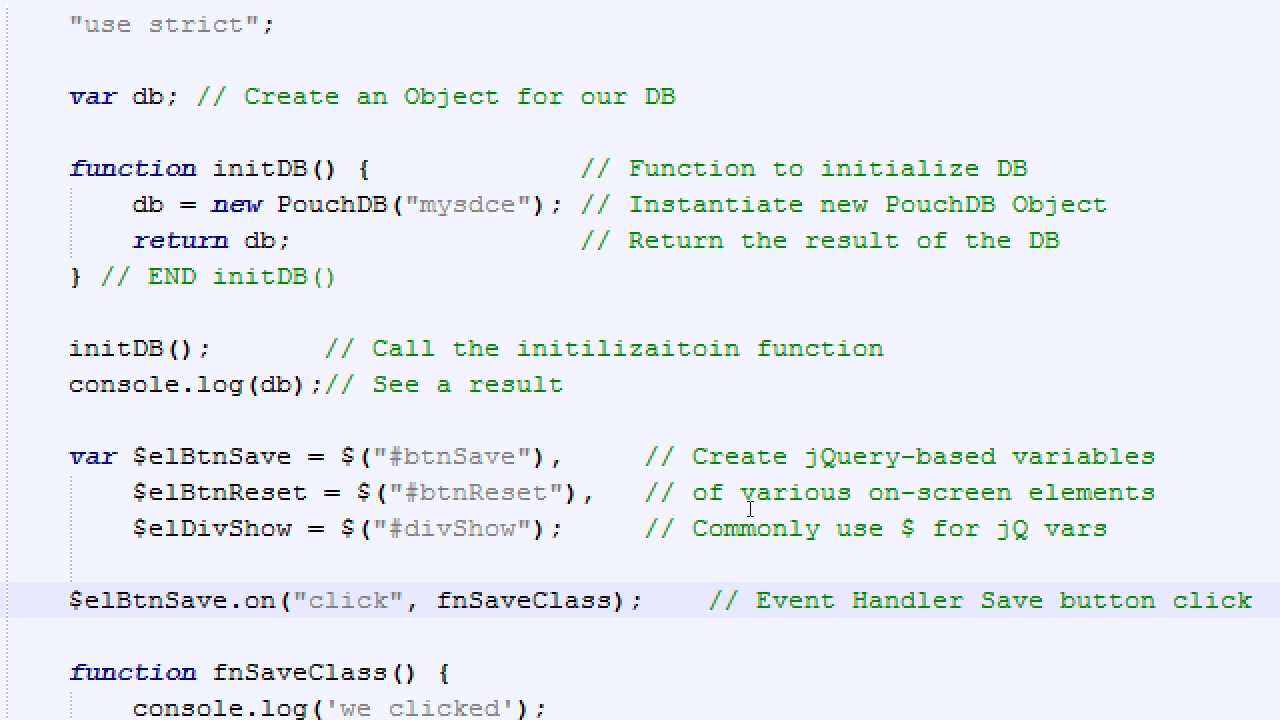 "use strict";
var db; // Create an Object for our DB
function initDB() { // Function to initialize DB
db = new PouchDB("mysdce"); // Instantiate new PouchDB Object
return db; // Return the result of the DB
} // END initDB()
initDB(); // Call the initilizaitoin function
console.log(db);// See a result
var $elBtnSave = $("#btnSave"), // Create jQuery-based variables
$elBtnReset = $("#btnReset"), // of various on-screen elements
$elDivShow = $("#divShow"); // Commonly use $ for jQ vars
$elBtnSave.on("click", fnSaveClass); // Event Handler Save button click
function fnSaveClass() {
console.log('we clicked');